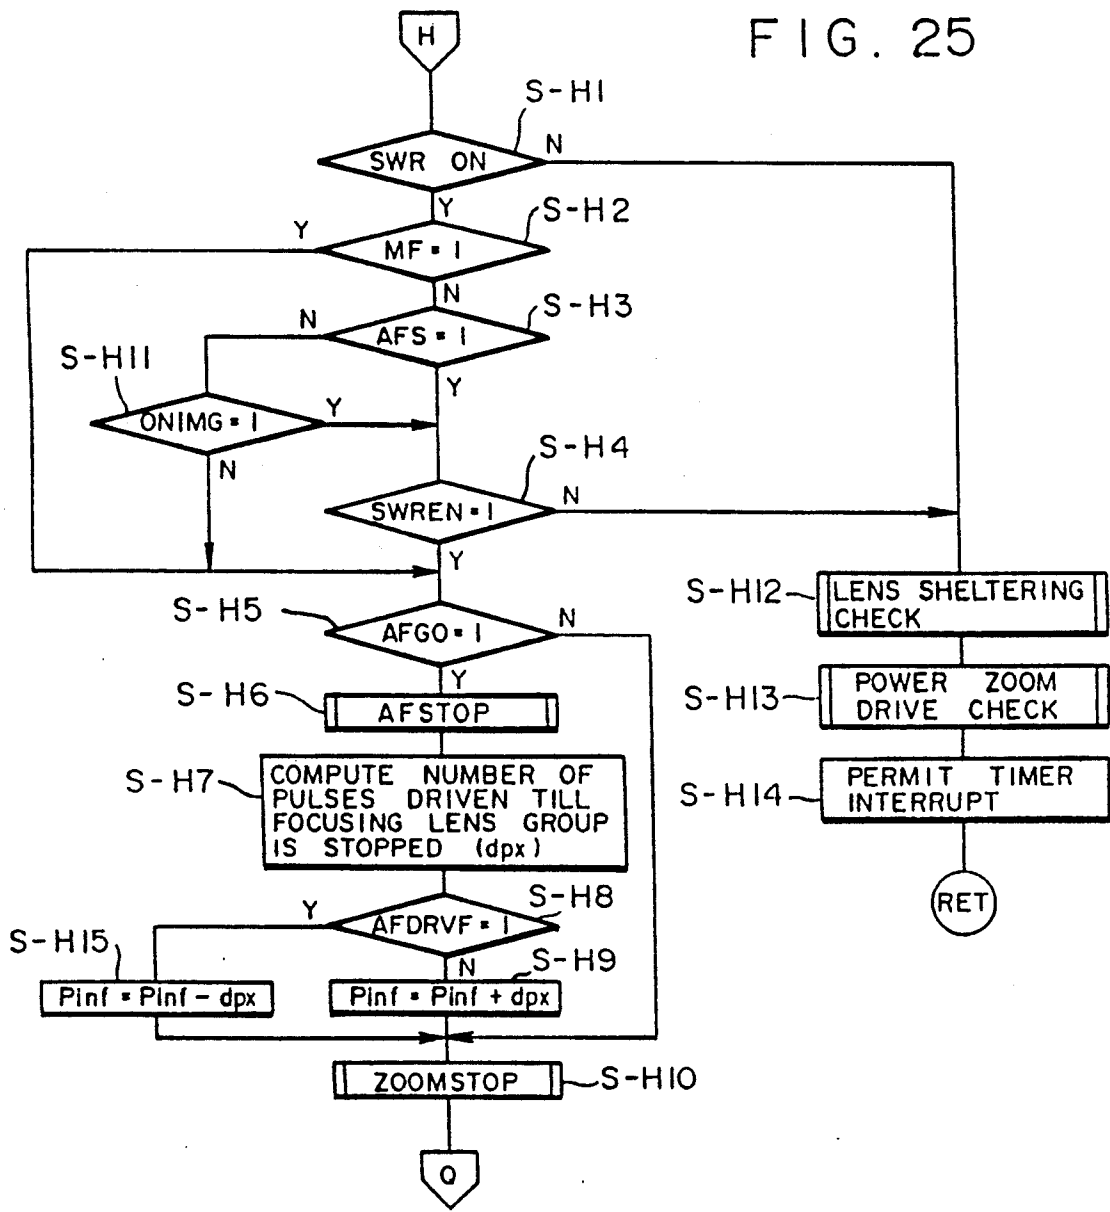 H
FIG. 25
S-H1
SWR ON
N
Y
S-H2
Y
MF = 1
N
S-H3
N
AFS = 1
S-H11
Y
ONIMG = 1
Y
S-H4
N
SWREN = 1
N
Y
S-H12
LENS SHELTERING
CHECK
S-H5
AFGO = 1
N
Y
S-H6
AFSTOP
S-H13
POWER ZOOM
DRIVE CHECK
S-H7
COMPUTE NUMBER OF
PULSES DRIVEN TILL
FOCUSING LENS GROUP
IS STOPPED (dpx)
S-H14
PERMIT TIMER
INTERRUPT
RET
S-H8
Y
AFDRVF = 1
S-H15
N
S-H9
Pinf = Pinf - dpx
Pinf = Pinf + dpx
ZOOMSTOP
S-H10
Q